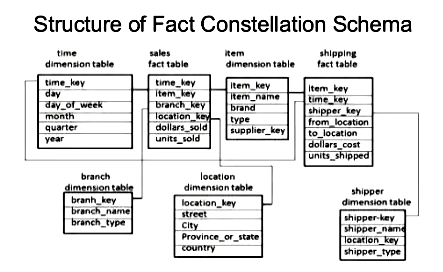 Structure of Fact Constellation Schema
time
dimension table
time_key
day
day_of_week
month
quarter
year
sales
fact table
time_key
item_key
branch_key
location_key
dollars_sold
units_sold
item
dimension table
item_key
item_name
brand
type
supplier_key
shipping
fact table
item_key
time_key
shipper_key
from_location
to_location
dollars_cost
units_shipped
branch
dimension table
branh_key
branch_name
branch_type
location
dimension table
location_key
street
City
Province_or_state
country
shipper
dimension table
shipper-key
shipper_name
location_key
shipper_type